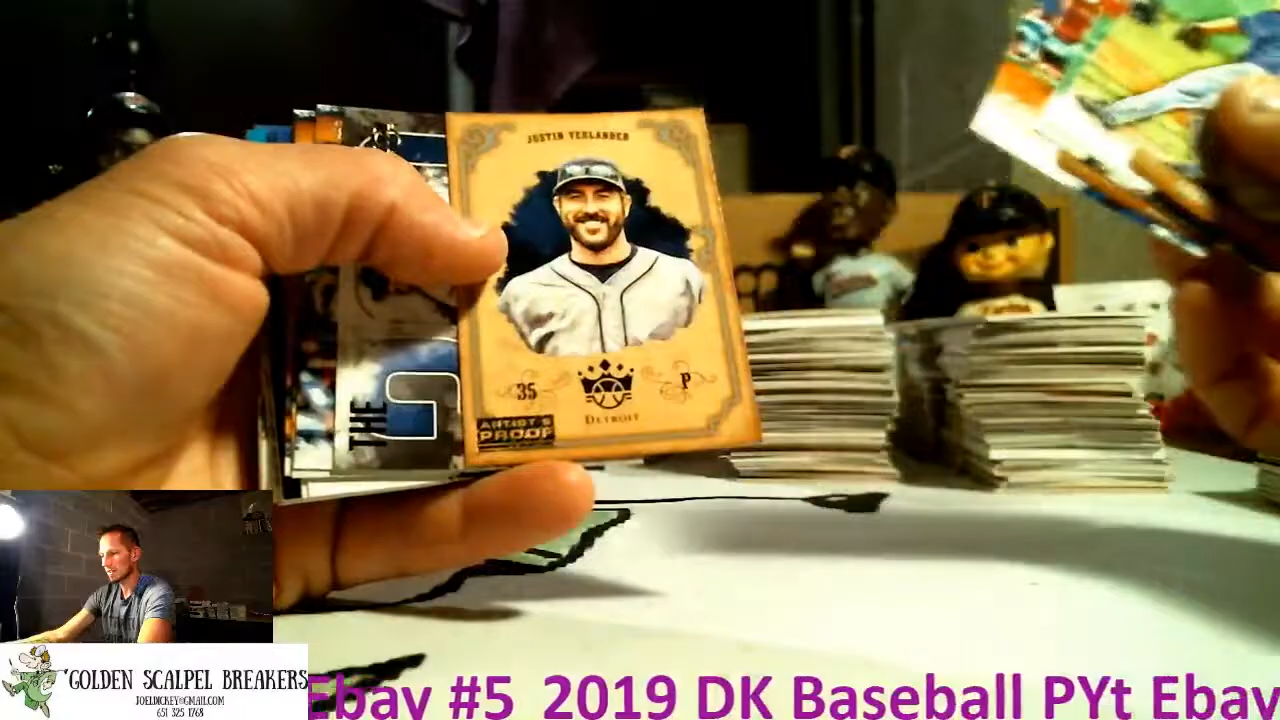 JUSTIN VERLANDER
35
P
DETROIT
ARTIST'S
PROOF
THE
GOLDEN SCALPEL BREAKERS
JOELDICKEY@GMAIL.COM
651 325 1768
Ebay #5 2019 DK Baseball PYt Ebay